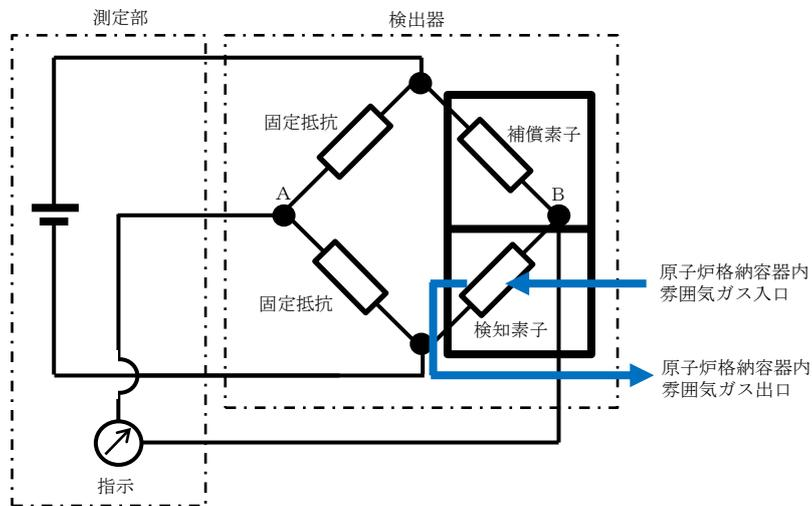 測定部
検出器
固定抵抗
補償素子
A
B
固定抵抗
検知素子
原子炉格納容器内
雰囲気ガス入口
原子炉格納容器内
雰囲気ガス出口
指示